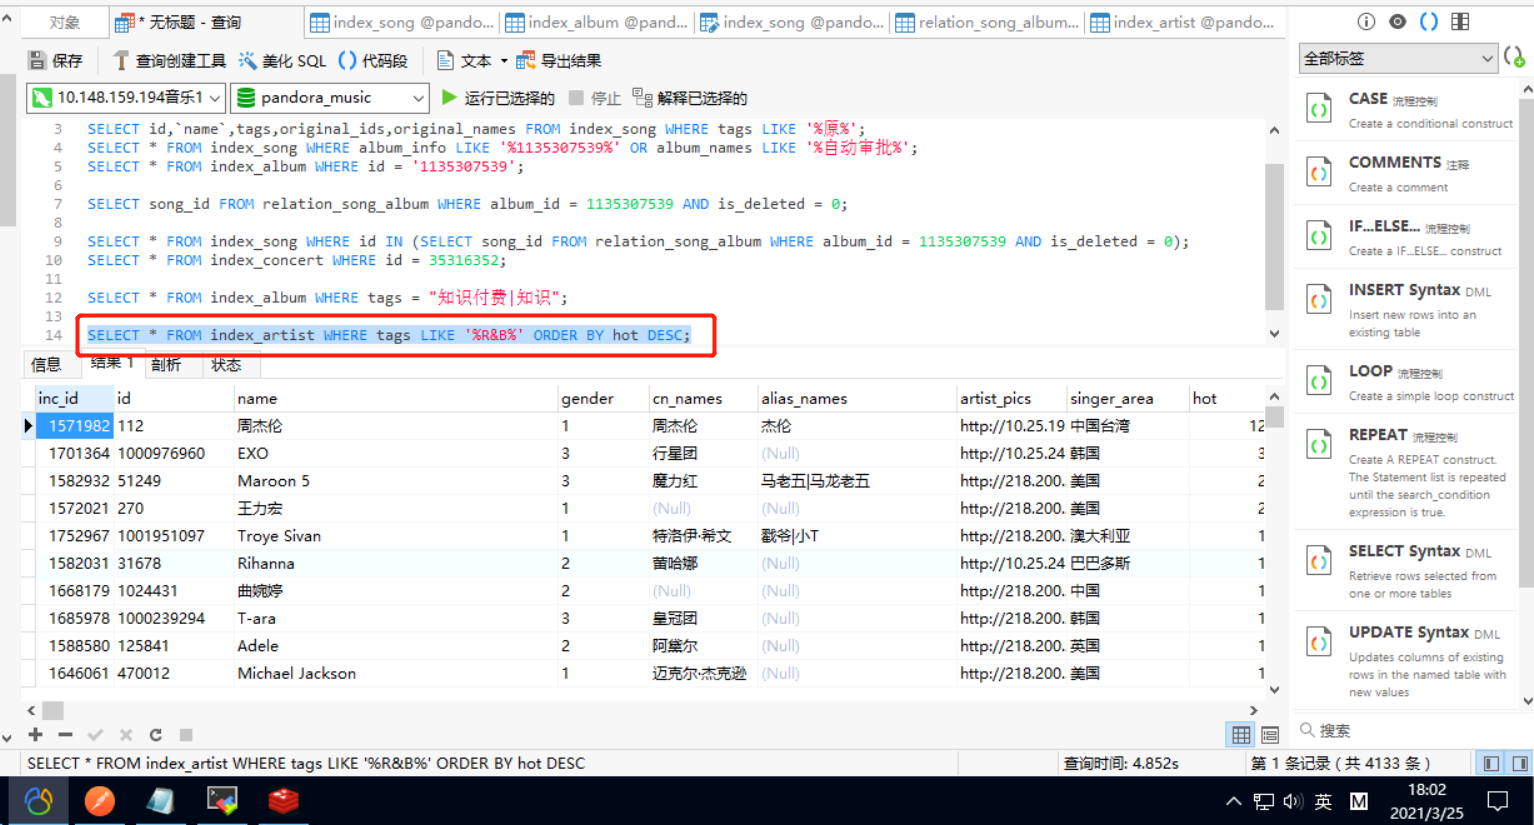 对象
* 无标题 - 查询
index_song @pando...
index_album @pand...
index_song @pando...
relation_song_album...
index_artist @pando...
保存
查询创建工具
美化 SQL
代码段
文本
导出结果
全部标签
10.148.159.194音乐1
pandora_music
运行已选择的
停止
解释已选择的
3 SELECT id,`name`,tags,original_ids,original_names FROM index_song WHERE tags LIKE '%原%';
4 SELECT * FROM index_song WHERE album_info LIKE '%1135307539%' OR album_names LIKE '%自动审批%';
5 SELECT * FROM index_album WHERE id = '1135307539';
6
7 SELECT song_id FROM relation_song_album WHERE album_id = 1135307539 AND is_deleted = 0;
8
9 SELECT * FROM index_song WHERE id IN (SELECT song_id FROM relation_song_album WHERE album_id = 1135307539 AND is_deleted = 0);
10 SELECT * FROM index_concert WHERE id = 35316352;
11
12 SELECT * FROM index_album WHERE tags = "知识付费|知识";
13
14 SELECT * FROM index_artist WHERE tags LIKE '%R&B%' ORDER BY hot DESC;
信息 结果 1 剖析 状态
inc_id id name gender cn_names alias_names artist_pics singer_area hot
1571982 112 周杰伦 1 周杰伦 杰伦 http://10.25.19 中国台湾 12
1701364 1000976960 EXO 3 行星团 (Null) http://10.25.24 韩国 3
1582932 51249 Maroon 5 3 魔力红 马老五|马龙老五 http://218.200. 美国 2
1572021 270 王力宏 1 (Null) (Null) http://218.200. 美国 2
1752967 1001951097 Troye Sivan 1 特洛伊·希文 戳爷|小T http://218.200. 澳大利亚 1
1582031 31678 Rihanna 2 蕾哈娜 (Null) http://10.25.24 巴巴多斯 1
1668179 1024431 曲婉婷 2 (Null) (Null) http://218.200. 中国 1
1685978 1000239294 T-ara 3 皇冠团 (Null) http://218.200. 韩国 1
1588580 125841 Adele 2 阿黛尔 (Null) http://218.200. 英国 1
1646061 470012 Michael Jackson 1 迈克尔·杰克逊 (Null) http://218.200. 美国 1
SELECT * FROM index_artist WHERE tags LIKE '%R&B%' ORDER BY hot DESC
查询时间: 4.852s
第 1 条记录 ( 共 4133 条 )
CASE 流程控制
Create a conditional construct
COMMENTS 注释
Create a comment
IF...ELSE... 流程控制
Create a IF...ELSE... construct
INSERT Syntax DML
Insert new rows into an
existing table
LOOP 流程控制
Create a simple loop construct
REPEAT 流程控制
Create A REPEAT construct.
The Statement list is repeated
until the search_condition
expression is true.
SELECT Syntax DML
Retrieve rows selected from
one or more tables
UPDATE Syntax DML
Updates columns of existing
rows in the named table with
new values
搜索
英
M
18:02
2021/3/25